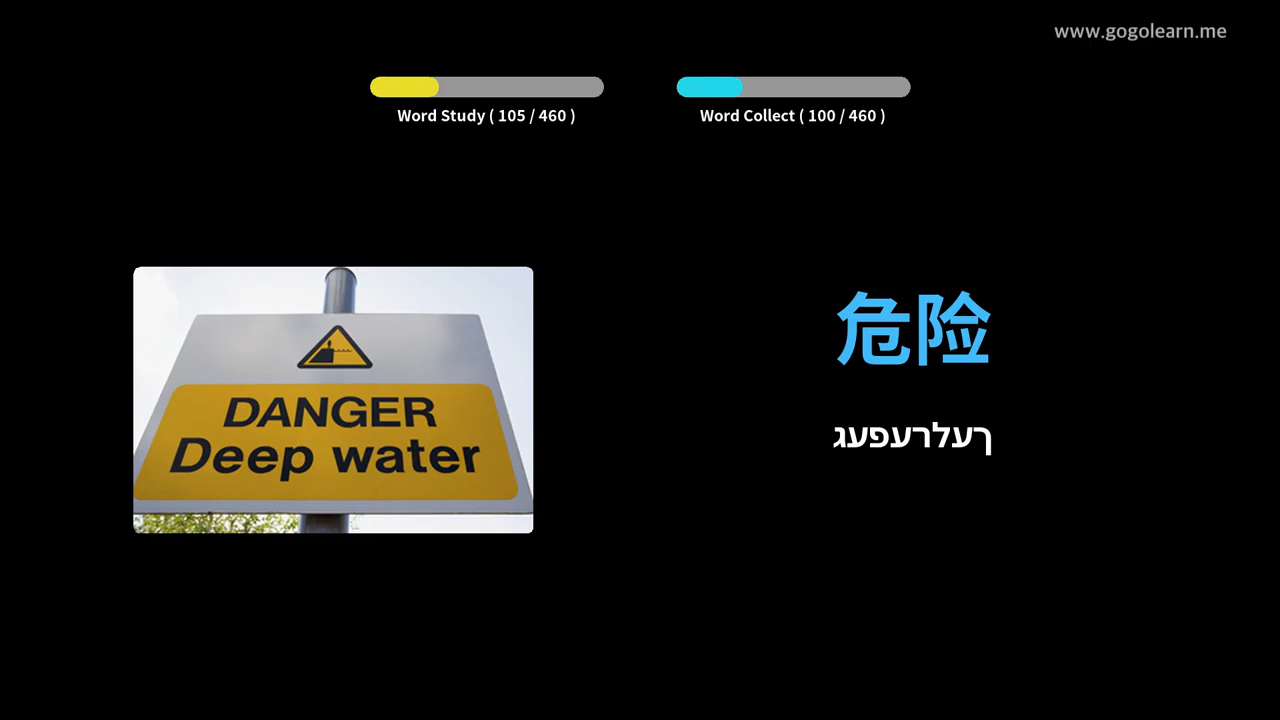 www.gogolearn.me
Word Study ( 105 / 460 )
Word Collect ( 100 / 460 )
DANGER
Deep water
危险
ךעלרעפעג